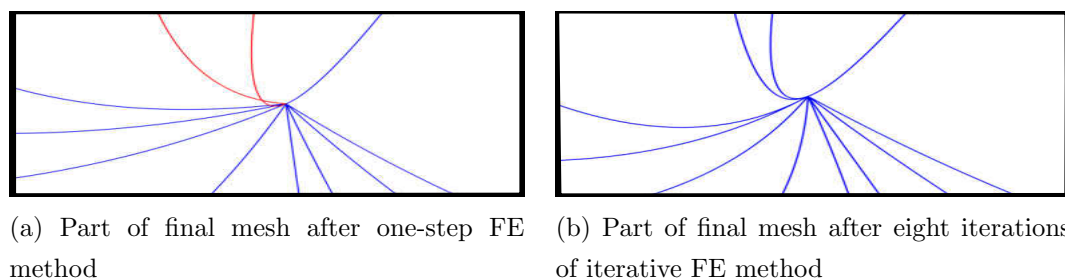 (a) Part of final mesh after one-step FE
method
(b) Part of final mesh after eight iterations
of iterative FE method